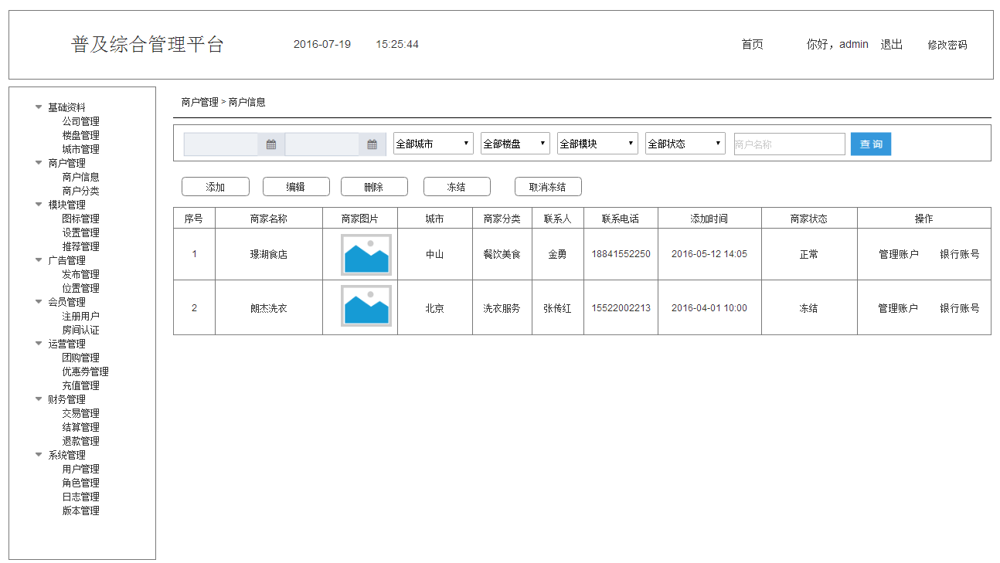 普及综合管理平台 2016-07-19 15:25:44 首页 你好，admin 退出 修改密码
基础资料
公司管理
楼盘管理
城市管理
商户管理
商户信息
商户分类
模块管理
图标管理
设置管理
推荐管理
广告管理
发布管理
位置管理
会员管理
注册用户
房间认证
运营管理
团购管理
优惠券管理
充值管理
财务管理
交易管理
结算管理
退款管理
系统管理
用户管理
角色管理
日志管理
版本管理
商户管理 > 商户信息
全部城市 全部楼盘 全部模块 全部状态 商户名称 查 询
添加 编辑 删除 冻结 取消冻结
序号 商家名称 商家图片 城市 商家分类 联系人 联系电话 添加时间 商家状态 操作
1 璟湖食店 中山 餐饮美食 金勇 18841552250 2016-05-12 14:05 正常 管理账户 银行账号
2 朗杰洗衣 北京 洗衣服务 张传红 15522002213 2016-04-01 10:00 冻结 管理账户 银行账号